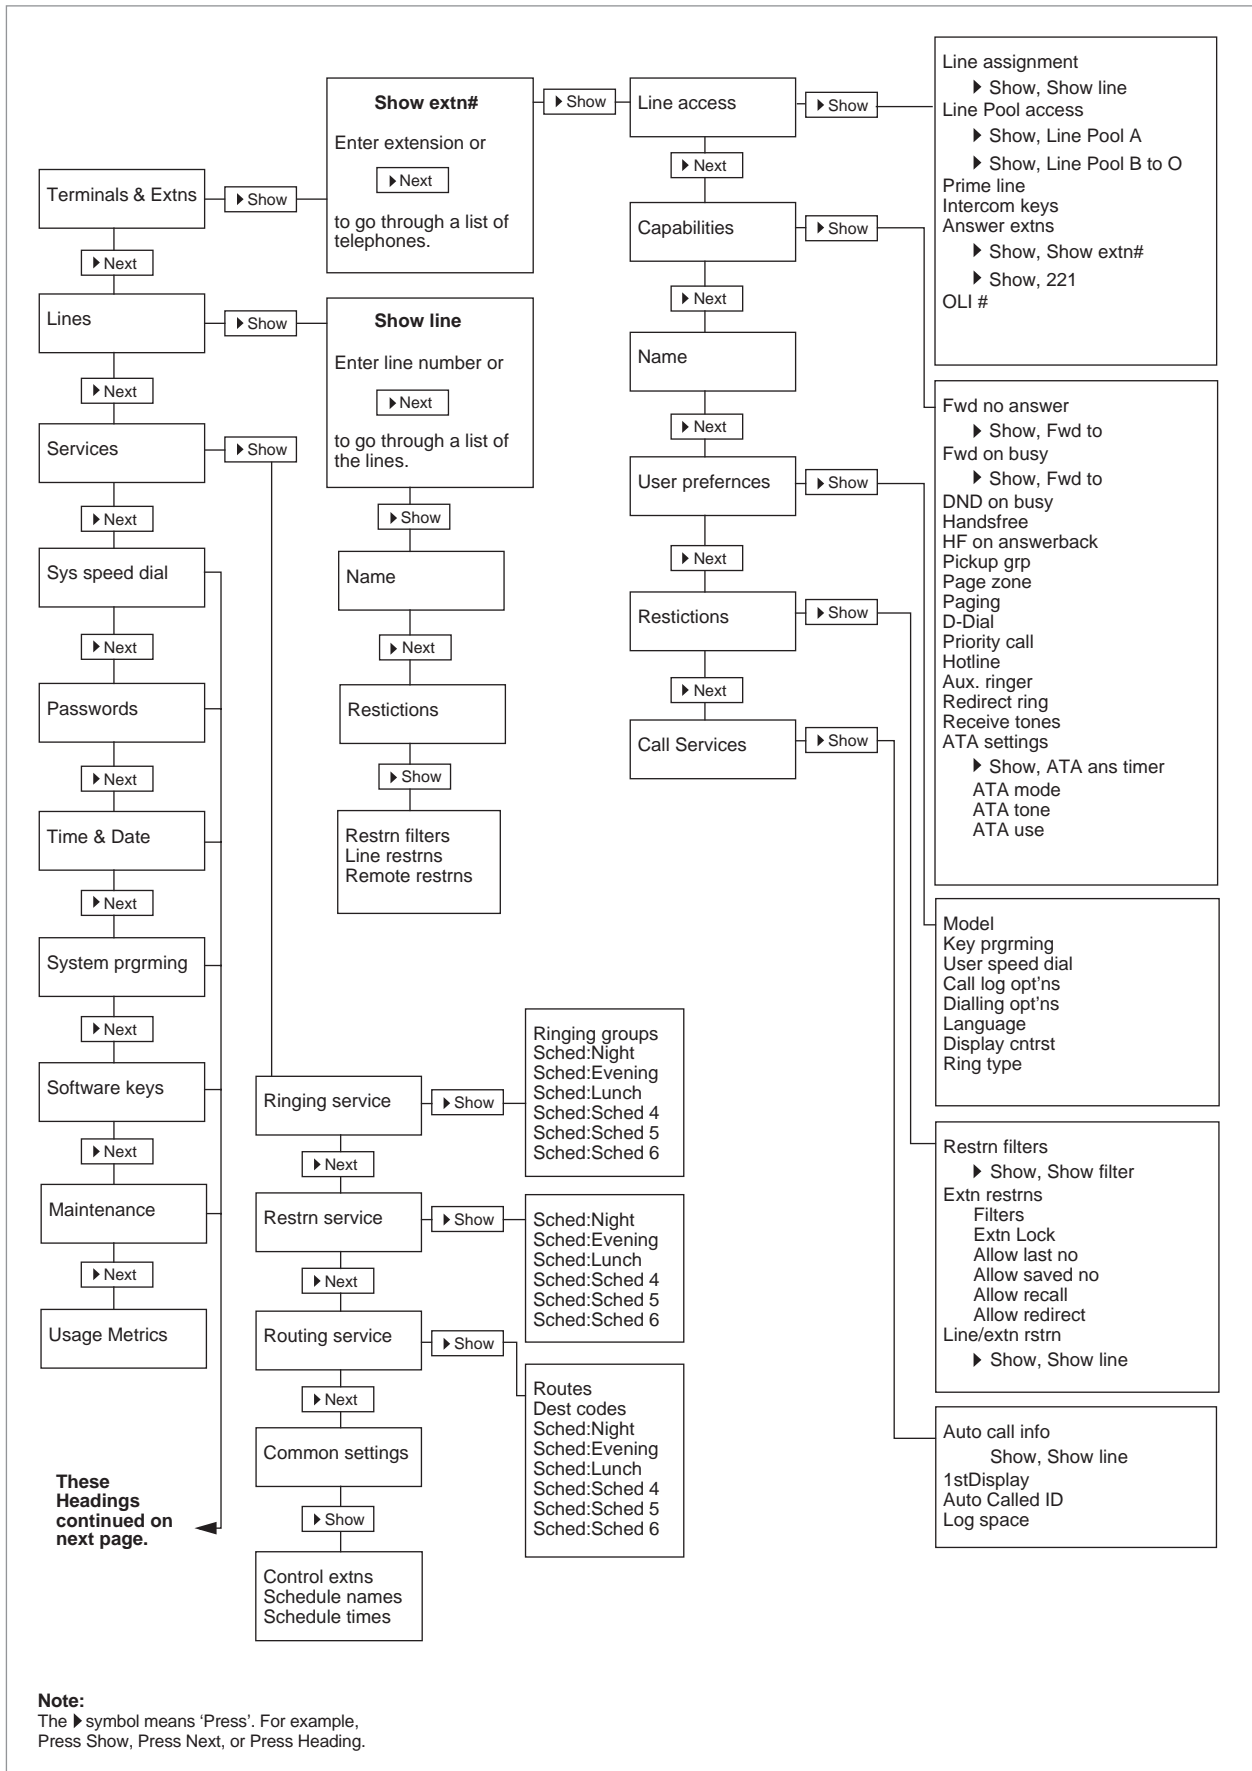 Terminals & Extns
▶ Show
▶ Next
Lines
▶ Show
▶ Next
Services
▶ Show
▶ Next
Sys speed dial
▶ Next
Passwords
▶ Next
Time & Date
▶ Next
System prgrming
▶ Next
Software keys
▶ Next
Maintenance
▶ Next
Usage Metrics
These
Headings
continued on
next page.
Show extn#
Enter extension or
▶ Next
to go through a list of
telephones.
▶ Show
Show line
Enter line number or
▶ Next
to go through a list of
the lines.
▶ Show
Name
▶ Next
Restictions
▶ Show
Restrn filters
Line restrns
Remote restrns
Ringing service
▶ Show
▶ Next
Restrn service
▶ Show
▶ Next
Routing service
▶ Show
▶ Next
Common settings
▶ Show
Control extns
Schedule names
Schedule times
Ringing groups
Sched:Night
Sched:Evening
Sched:Lunch
Sched:Sched 4
Sched:Sched 5
Sched:Sched 6
Sched:Night
Sched:Evening
Sched:Lunch
Sched:Sched 4
Sched:Sched 5
Sched:Sched 6
Routes
Dest codes
Sched:Night
Sched:Evening
Sched:Lunch
Sched:Sched 4
Sched:Sched 5
Sched:Sched 6
Line access
▶ Show
▶ Next
Capabilities
▶ Show
▶ Next
Name
▶ Next
User prefernces
▶ Show
▶ Next
Restictions
▶ Show
▶ Next
Call Services
▶ Show
Line assignment
▶ Show, Show line
Line Pool access
▶ Show, Line Pool A
▶ Show, Line Pool B to O
Prime line
Intercom keys
Answer extns
▶ Show, Show extn#
▶ Show, 221
OLI #
Fwd no answer
▶ Show, Fwd to
Fwd on busy
▶ Show, Fwd to
DND on busy
Handsfree
HF on answerback
Pickup grp
Page zone
Paging
D-Dial
Priority call
Hotline
Aux. ringer
Redirect ring
Receive tones
ATA settings
▶ Show, ATA ans timer
ATA mode
ATA tone
ATA use
Model
Key prgrming
User speed dial
Call log opt’ns
Dialling opt’ns
Language
Display cntrst
Ring type
Restrn filters
▶ Show, Show filter
Extn restrns
Filters
Extn Lock
Allow last no
Allow saved no
Allow recall
Allow redirect
Line/extn rstrn
▶ Show, Show line
Auto call info
Show, Show line
1stDisplay
Auto Called ID
Log space
Note:
The ▶ symbol means ‘Press’. For example,
Press Show, Press Next, or Press Heading.